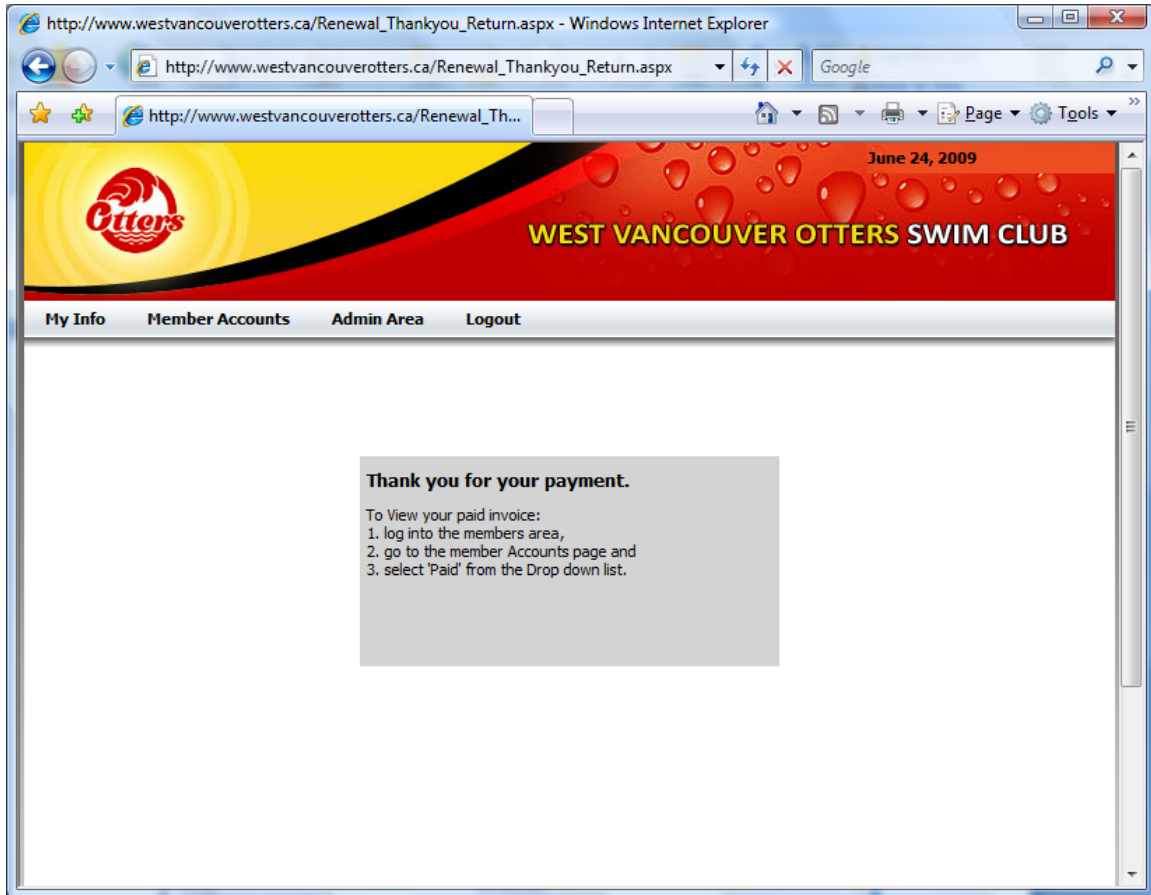 http://www.westvancouverotters.ca/Renewal_Thankyou_Return.aspx - Windows Internet Explorer
http://www.westvancouverotters.ca/Renewal_Thankyou_Return.aspx Google
http://www.westvancouverotters.ca/Renewal_Th... Page Tools
June 24, 2009
Otters
WEST VANCOUVER OTTERS SWIM CLUB
My Info Member Accounts Admin Area Logout
Thank you for your payment.
To View your paid invoice:
1. log into the members area,
2. go to the member Accounts page and
3. select 'Paid' from the Drop down list.